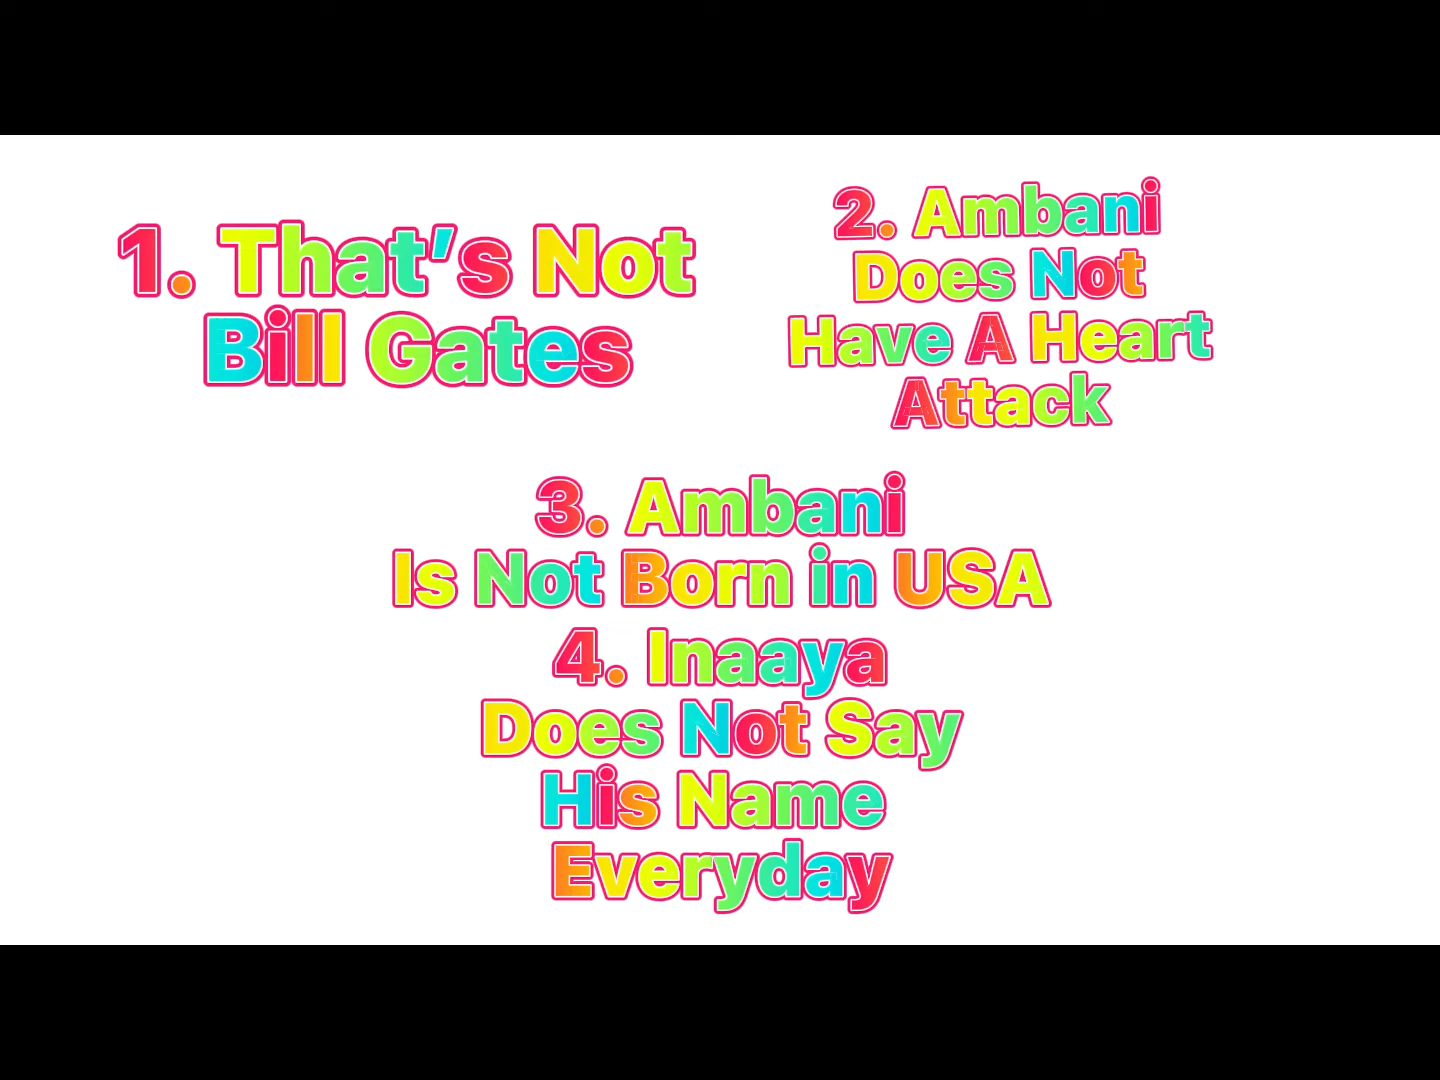 1. That’s Not
Bill Gates
2. Ambani
Does Not
Have A Heart
Attack
3. Ambani
Is Not Born in USA
4. Inaaya
Does Not Say
His Name
Everyday